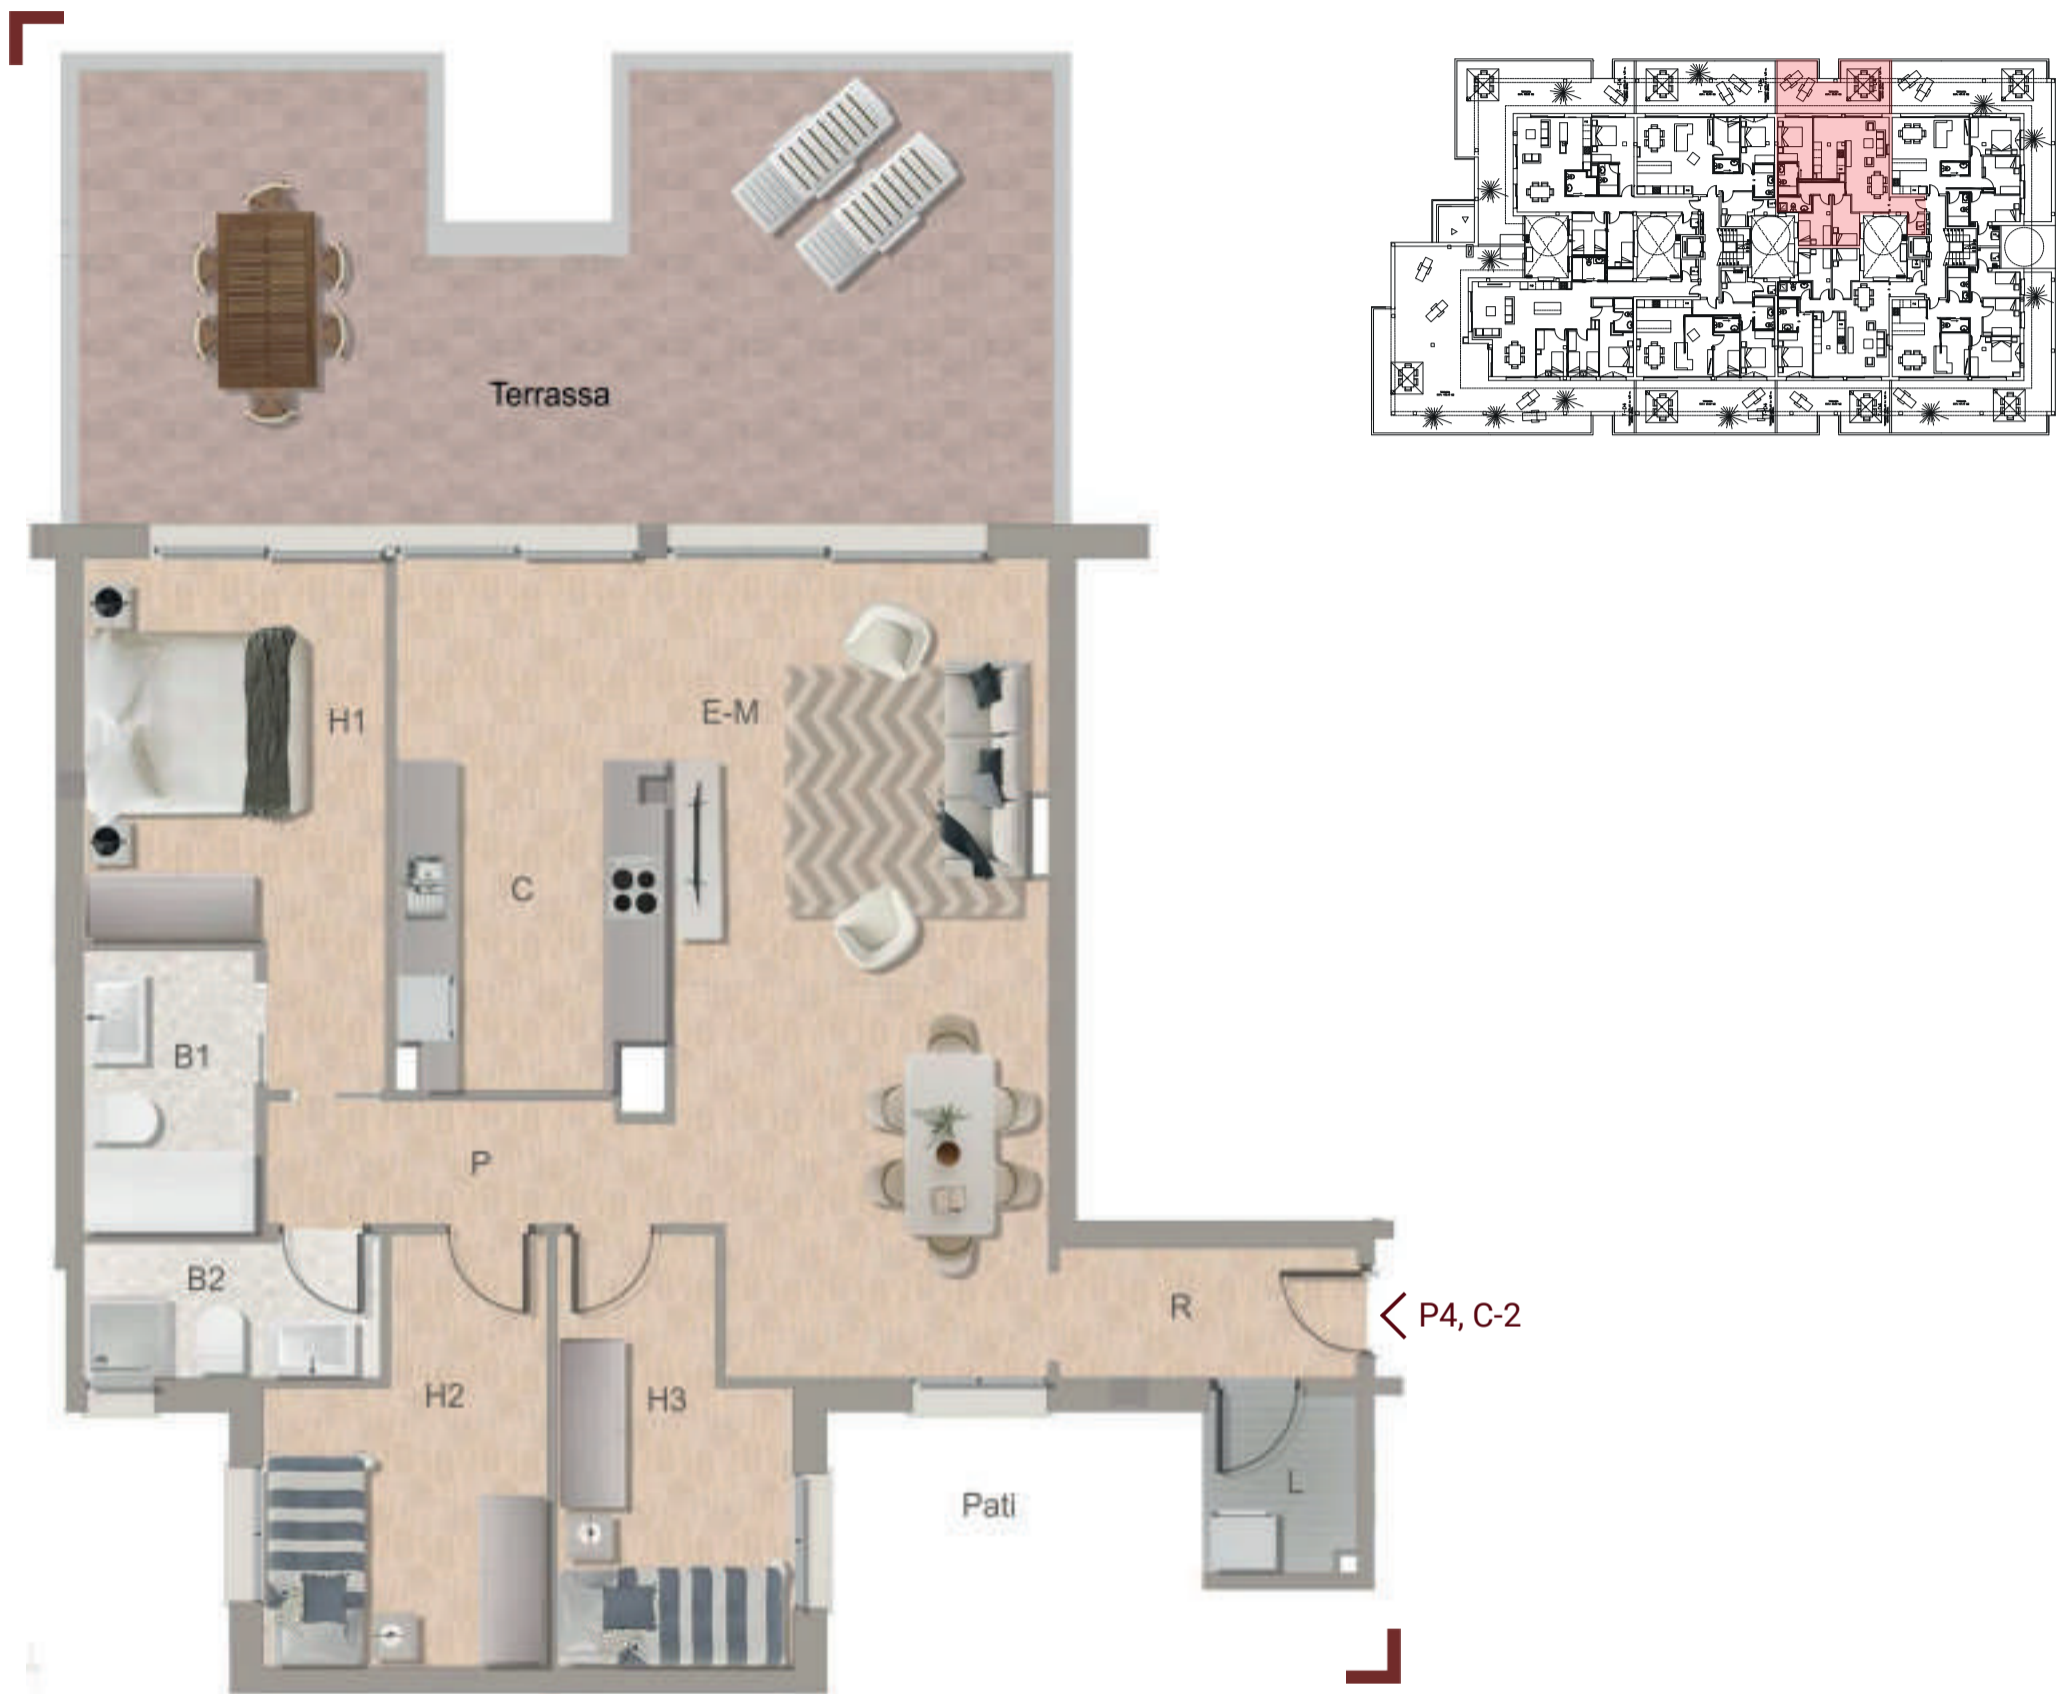 Terrassa
H1
E-M
C
B1
P
B2
R
P4, C-2
H2
H3
L
Pati